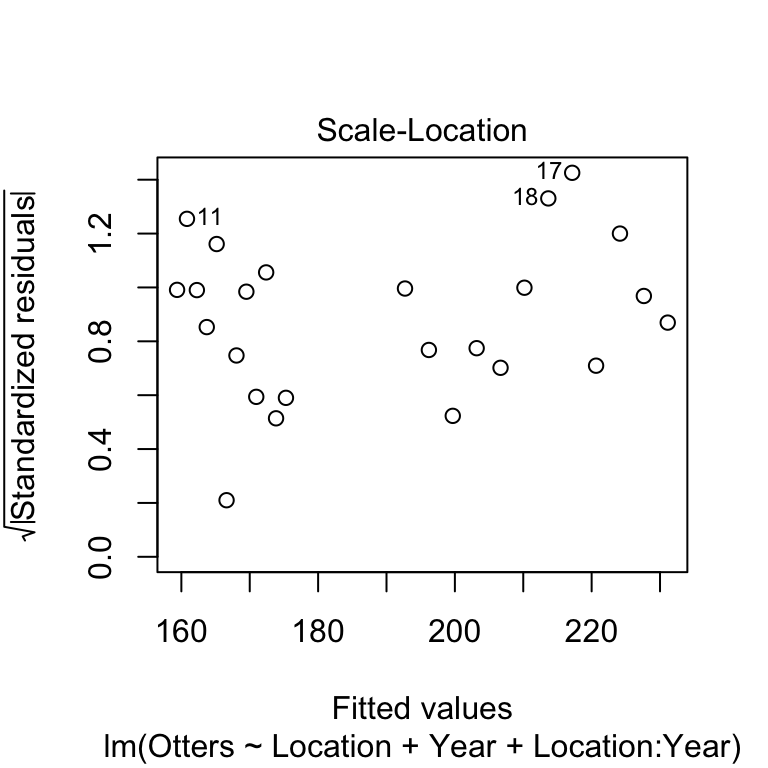 Scale-Location
√|Standardized residuals|
0.0 0.4 0.8 1.2
17
18
11
160 180 200 220
Fitted values
lm(Otters ~ Location + Year + Location:Year)